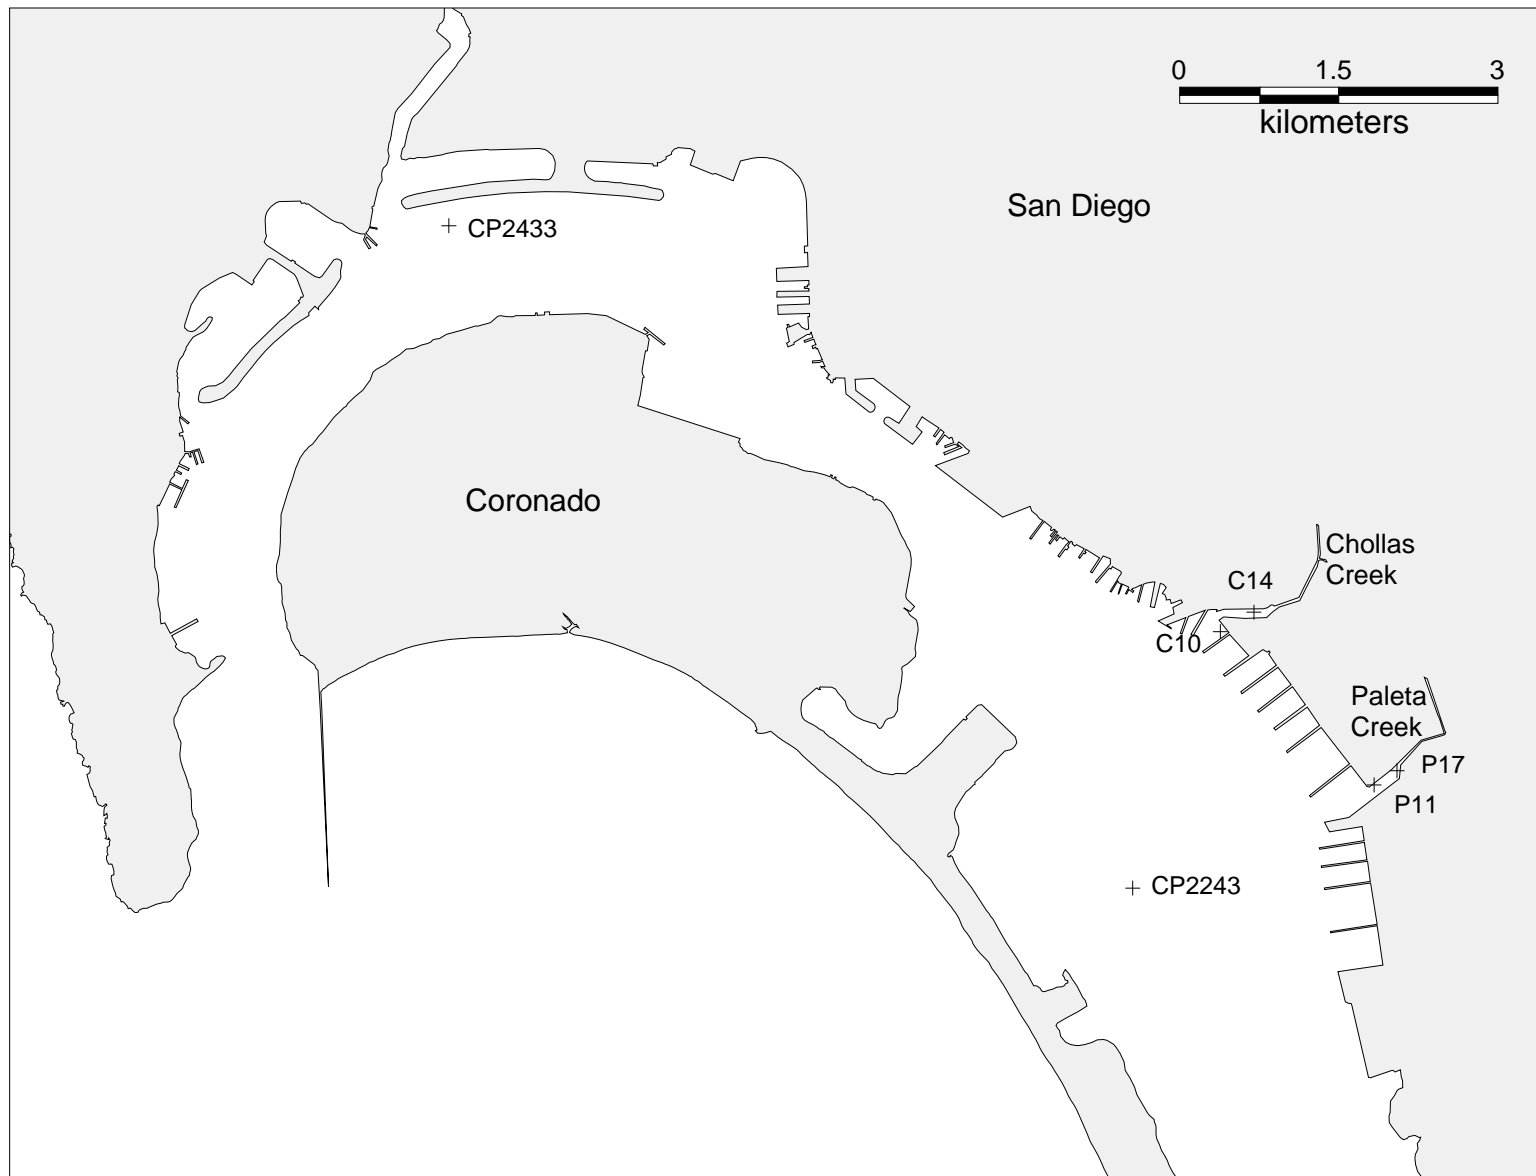 0 1.5 3
kilometers
San Diego
CP2433
Coronado
Chollas
Creek
C14
C10
Paleta
Creek
P17
P11
CP2243